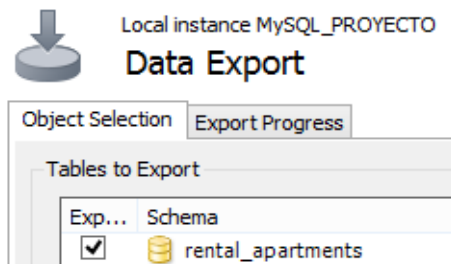 Local instance MySQL_PROYECTO
Data Export
Object Selection Export Progress
Tables to Export
Exp... Schema
rental_apartments